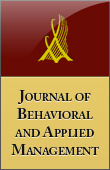 JOURNAL OF
BEHAVIORAL
AND APPLIED
MANAGEMENT